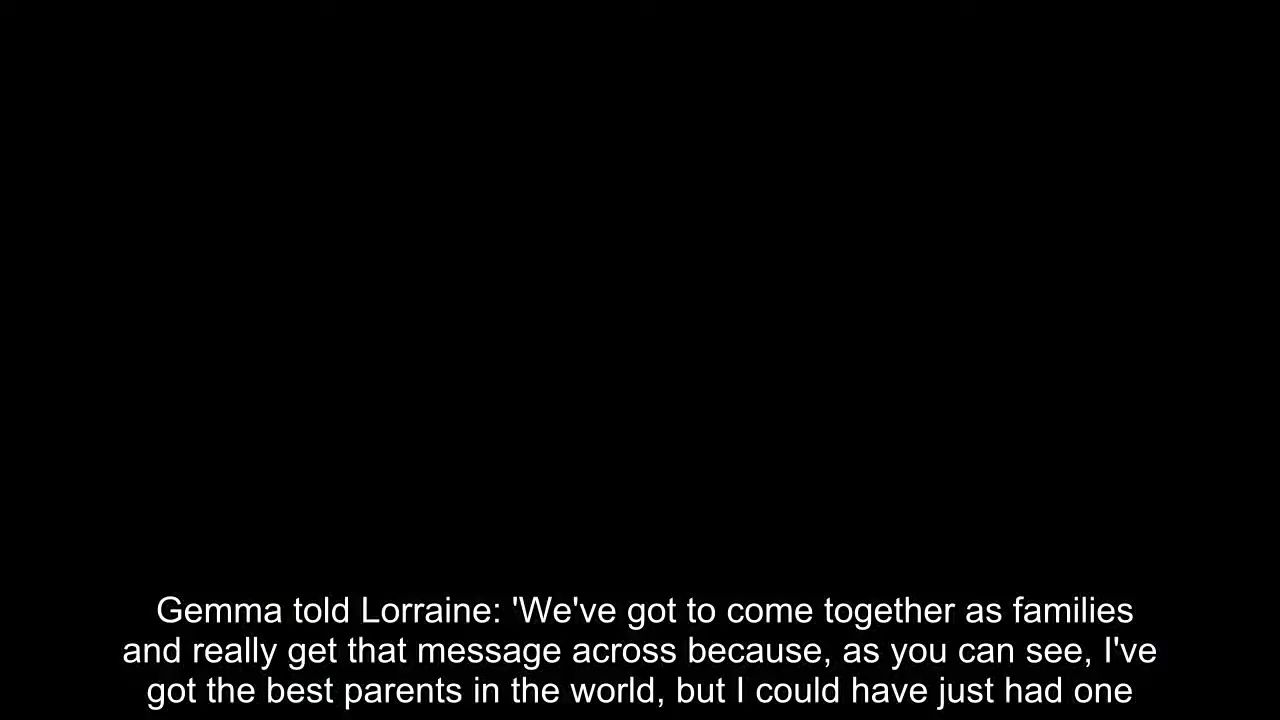 Gemma told Lorraine: 'We've got to come together as families
and really get that message across because, as you can see, I've
got the best parents in the world, but I could have just had one